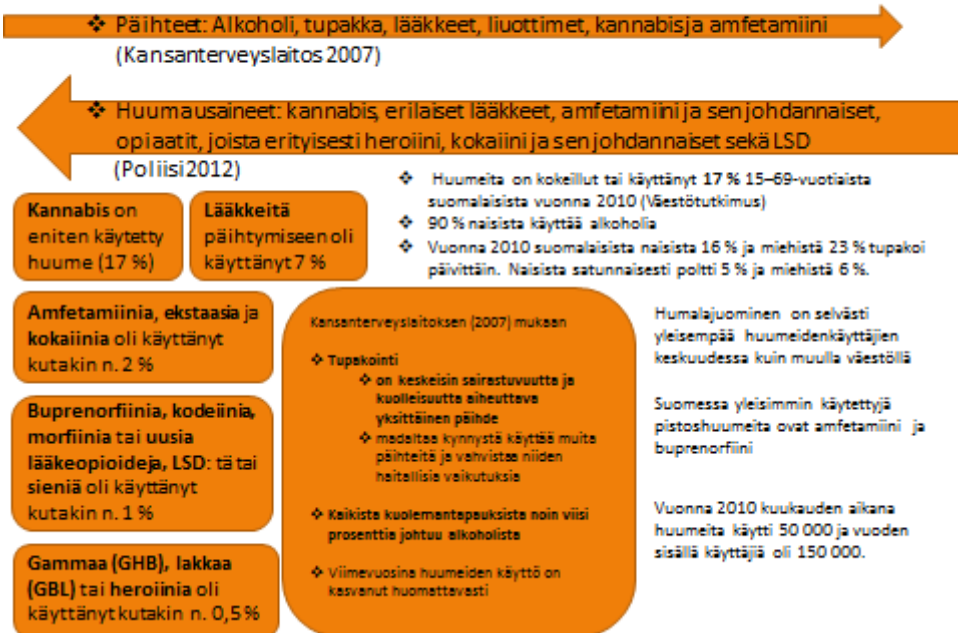 ❖ Päihteet: Alkoholi, tupakka, lääkkeet, liuottimet, kannabis ja amfetamiini
(Kansanterveyslaitos 2007)
❖ Huumausaineet: kannabis, erilaiset lääkkeet, amfetamiini ja sen johdannaiset,
opiaatit, joista erityisesti heroiini, kokaiini ja sen johdannaiset sekä LSD
(Poliisi 2012)
❖ Huumeita on kokeillut tai käyttänyt 17 % 15–69-vuotiaista
suomalaisista vuonna 2010 (Väestötutkimus)
❖ 90 % naisista käyttää alkoholia
❖ Vuonna 2010 suomalaisista naisista 16 % ja miehistä 23 % tupakoi
päivittäin. Naisista satunnaisesti poltti 5 % ja miehistä 6 %.
Kannabis on
eniten käytetty
huume (17 %)
Lääkkeitä
päihtymiseen oli
käyttänyt 7 %
Amfetamiinia, ekstaasia ja
kokaiinia oli käyttänyt
kutakin n. 2 %
Buprenorfiinia, kodeiinia,
morfiinia tai uusia
lääkeopioideja, LSD: tä tai
sieniä oli käyttänyt
kutakin n. 1 %
Gammaa (GHB), lakkaa
(GBL) tai heroiinia oli
käyttänyt kutakin n. 0,5 %
Kansanterveyslaitoksen (2007) mukaan
❖ Tupakointi
❖ on keskeisin sairastuvuutta ja
kuolleisuutta aiheuttava
yksittäinen päihde
❖ madaltaa kynnystä käyttää muita
päihteitä ja vahvistaa niiden
haitallisia vaikutuksia
❖ Kaikista kuolemantapauksista noin viisi
prosenttia johtuu alkoholista
❖ Viimevuosina huumeiden käyttö on
kasvanut huomattavasti
Humalajuominen on selvästi
yleisempää huumeidenkäyttäjien
keskuudessa kuin muulla väestöllä
Suomessa yleisimmin käytettyjä
pistoshuumeita ovat amfetamiini ja
buprenorfiini
Vuonna 2010 kuukauden aikana
huumeita käytti 50 000 ja vuoden
sisällä käyttäjiä oli 150 000.